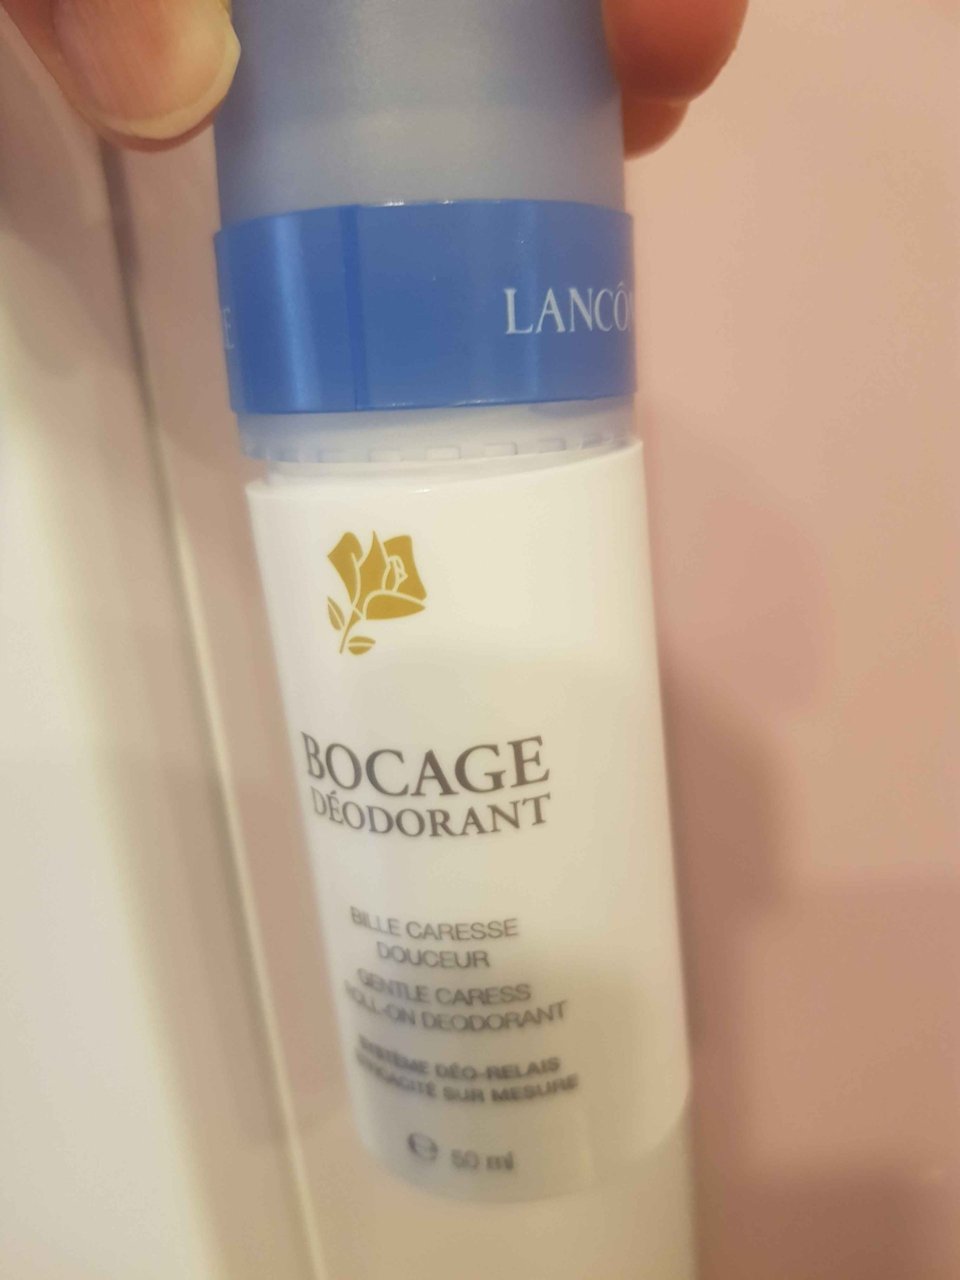 E
LANCÔ
BOCAGE
DÉODORANT
BILLE CARESSE
DOUCEUR
GENTLE CARESS
ROLL-ON DEODORANT
SYSTÈME DÉO-RELAIS
EFFICACITÉ SUR MESURE
e 50 ml